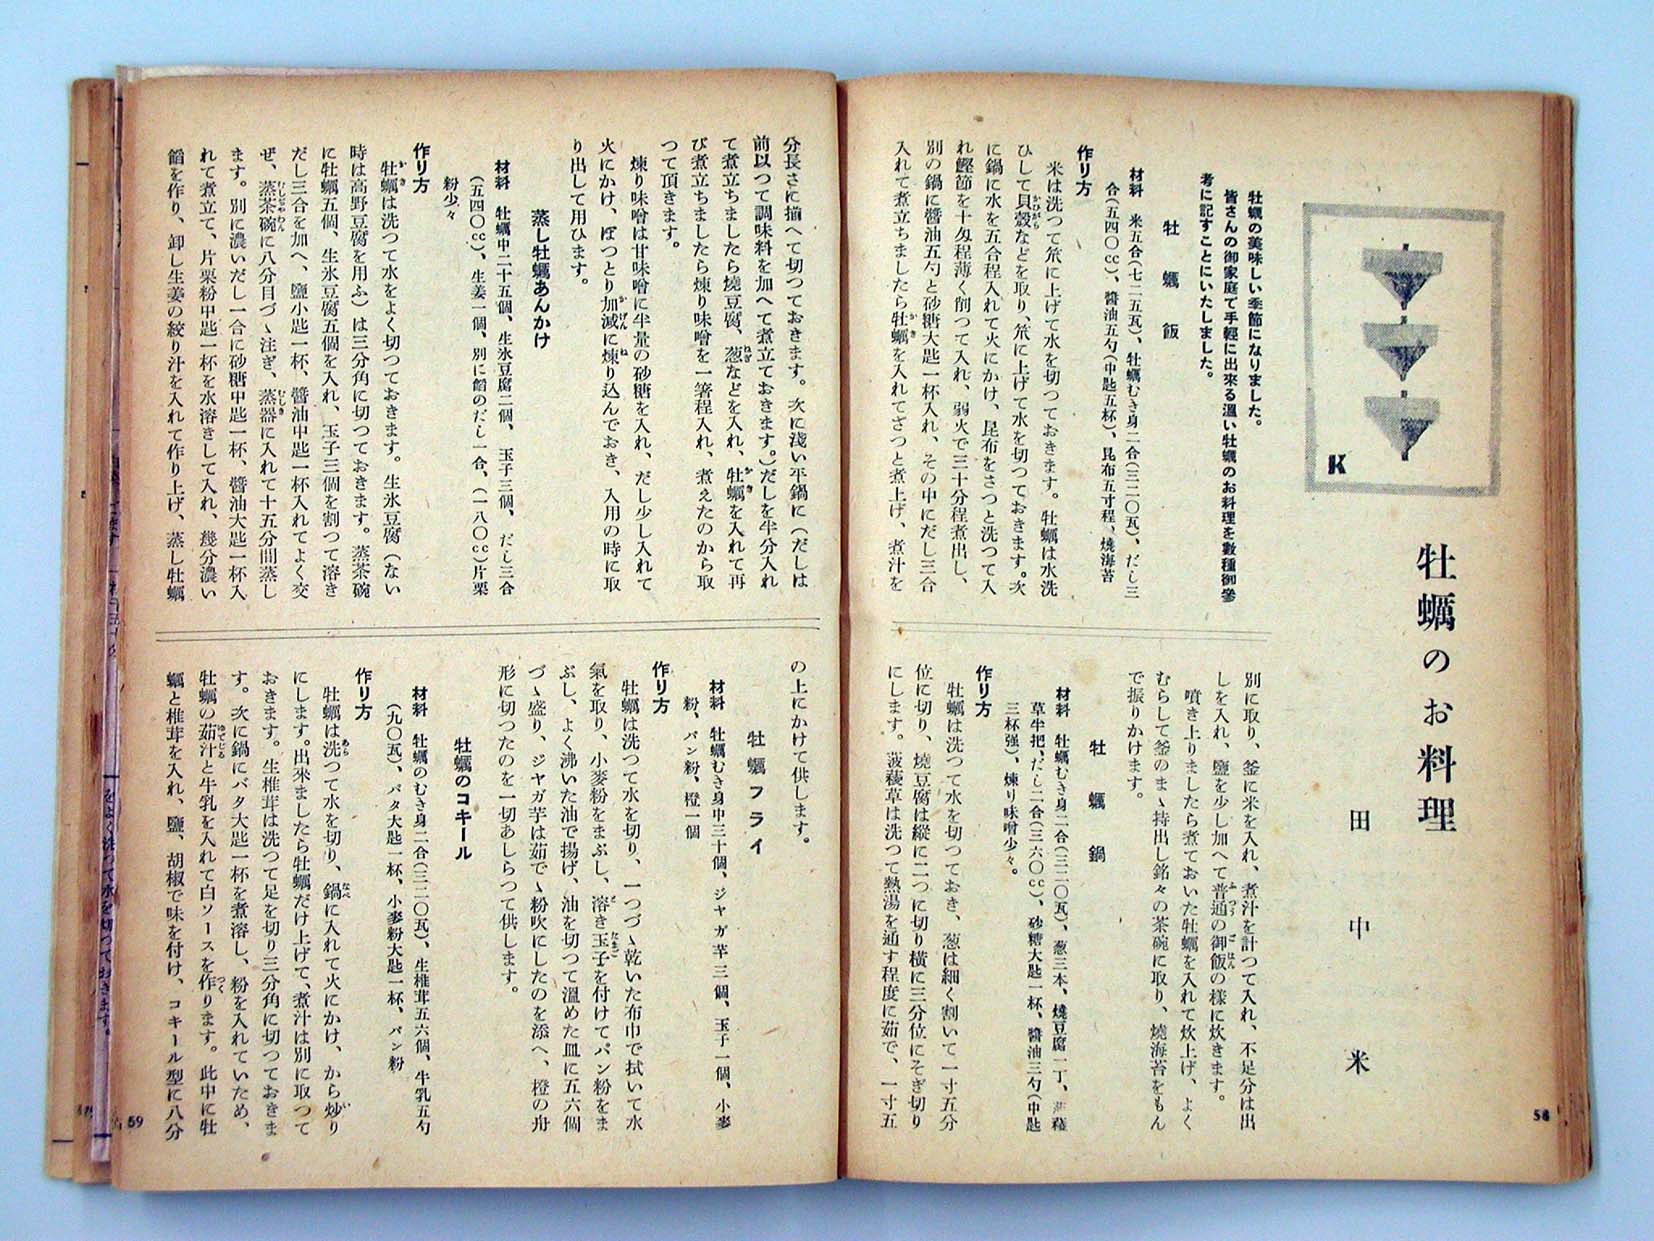 牡蠣のお料理
田中米
K
牡蠣の美味しい季節になりました。
皆さんの御家庭で手輕に出來る溫い牡蠣のお料理を數種御參
考に記すことにいたしました。
牡蠣飯
材料 米五合(七二五瓦)、牡蠣むき身二合(三二〇瓦)、だし三
合(五四〇cc)、醬油五勺(中匙五杯)、昆布五寸程、燒海苔
作り方
米は洗つて笊に上げて水を切つておきます。牡蠣は水洗
ひして貝殼などを取り、笊に上げて水を切つておきます。次
に鍋に水を五合程入れて火にかけ、昆布をさつと洗つて入
れ鰹節を十匁程薄く削つて入れ、弱火で三十分程煮出し、
別の鍋に醬油五勺と砂糖大匙一杯入れ、その中にだし三合
入れて煮立ちましたら牡蠣を入れてざつと煮上げ、煮汁を
別に取り、釜に米を入れ、煮汁を計つて入れ、不足分は出
しを入れ、鹽を少し加へて普通の御飯の樣に炊きます。
噴き上りましたら煮ておいた牡蠣を入れて炊上げ、よく
むらして釜のまゝ持出し銘々の茶碗に取り、燒海苔をもん
で振りかけます。
牡蠣鍋
材料 牡蠣むき身二合(三二〇瓦)、葱三本、燒豆腐一丁、菠薐
草半把、だし二合(三六〇cc)、砂糖大匙一杯、醬油三勺(中匙
三杯强)、煉り味噌少々。
作り方
牡蠣は洗つて水を切つておき、葱は細く割いて一寸五分
位に切り、燒豆腐は縱に二つに切り橫に三分位にそぎ切り
にします。菠薐草は洗つて熱湯を通す程度に茹で、一寸五
58
分長さに揃へて切つておきます。次に淺い平鍋に(だしは
前以つて調味料を加へて煮立ておきます。)だしを半分入れ
て煮立ちましたら燒豆腐、葱などを入れ、牡蠣を入れて再
び煮立ちましたら煉り味噌を一箸程入れ、煮えたのから取
つて頂きます。
煉り味噌は甘味噌に半量の砂糖を入れ、だし少し入れて
火にかけ、ぽつとり加減に煉り込んでおき、入用の時に取
り出して用ひます。
蒸し牡蠣あんかけ
材料 牡蠣中二十五個、生氷豆腐二個、玉子三個、だし三合
(五四〇cc)、生姜一個、別に餡のだし一合、(一八〇cc)片栗
粉少々
作り方
牡蠣は洗つて水をよく切つておきます。生氷豆腐(ない
時は高野豆腐を用ふ)は三分角に切つておきます。蒸茶碗
に牡蠣五個、生氷豆腐五個を入れ、玉子三個を割つて溶き
だし三合を加へ、鹽小匙一杯、醬油中匙一杯入れてよく交
ぜ、蒸茶碗に八分目づゝ注ぎ、蒸器に入れて十五分間蒸し
ます。別に濃いだし一合に砂糖中匙一杯、醬油大匙一杯入
れて煮立て、片栗粉中匙一杯を水溶きして入れ、幾分濃い
餡を作り、卸し生姜の絞り汁を入れて作り上げ、蒸し牡蠣
の上にかけて供します。
牡蠣フライ
材料 牡蠣むき身中三十個、ジャガ芋三個、玉子一個、小麥
粉、パン粉、橙一個
作り方
牡蠣は洗つて水を切り、一つづゝ乾いた布巾で拭いて水
氣を取り、小麥粉をまぶし、溶き玉子を付けてパン粉をま
ぶし、よく沸いた油で揚げ、油を切つて溫めた皿に五六個
づゝ盛り、ジャガ芋は茹でゝ粉吹にしたのを添へ、橙の舟
形に切つたのを一切あしらつて供します。
牡蠣のコキール
材料 牡蠣のむき身二合(三二〇瓦)、生椎茸五六個、牛乳五勺
(九〇瓦)、バタ大匙一杯、小麥粉大匙一杯、パン粉
作り方
牡蠣は洗つて水を切り、鍋に入れて火にかけ、から炒り
にします。出來ましたら牡蠣だけ上げて、煮汁は別に取つて
おきます。生椎茸は洗つて足を切り三分角に切つておきま
す。次に鍋にバタ大匙一杯を煮溶し、粉を入れていため、
牡蠣の茹汁と牛乳を入れて白ソースを作ります。此中に牡
蠣と椎茸を入れ、鹽、胡椒で味を付け、コキール型に八分
59
をよく洗つて水を切つておきます。